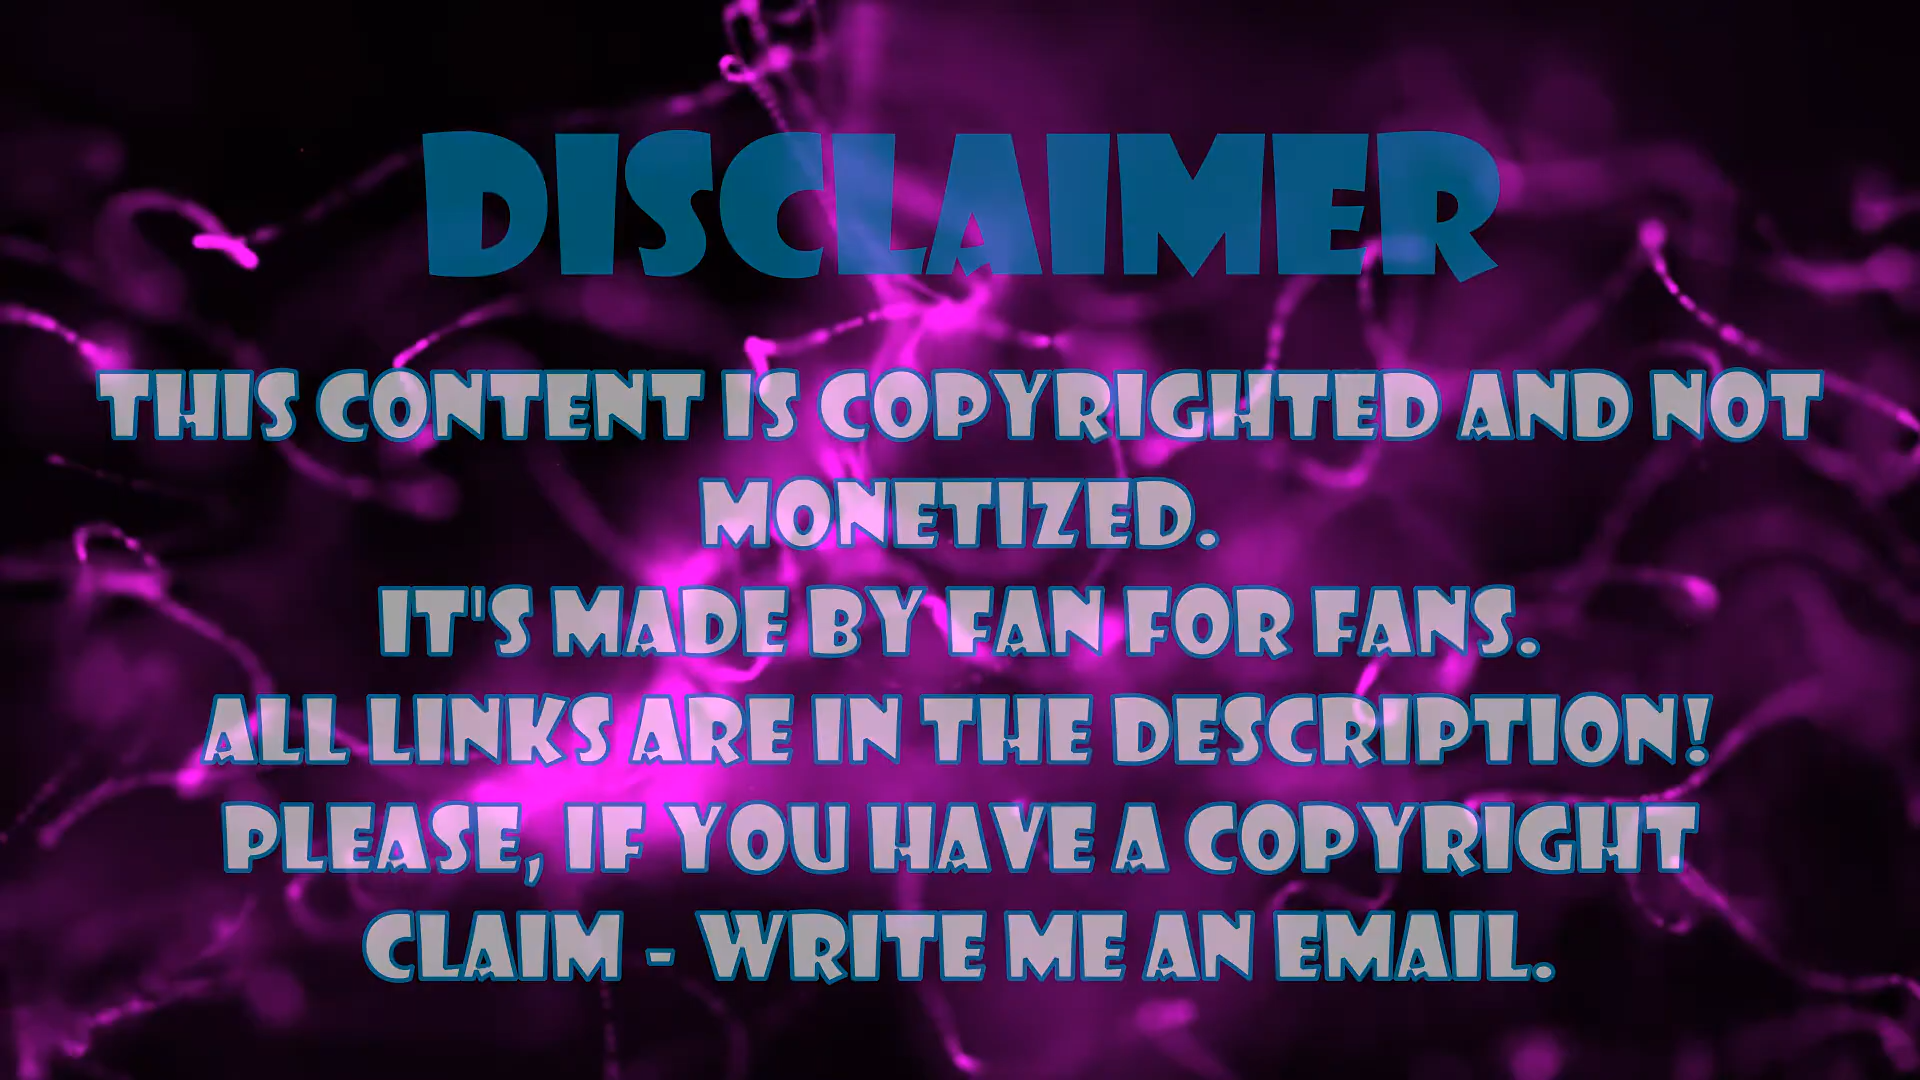 DISCLAIMER
THIS CONTENT IS COPYRIGHTED AND NOT
MONETIZED.
IT'S MADE BY FAN FOR FANS.
ALL LINKS ARE IN THE DESCRIPTION!
PLEASE, IF YOU HAVE A COPYRIGHT
CLAIM - WRITE ME AN EMAIL.